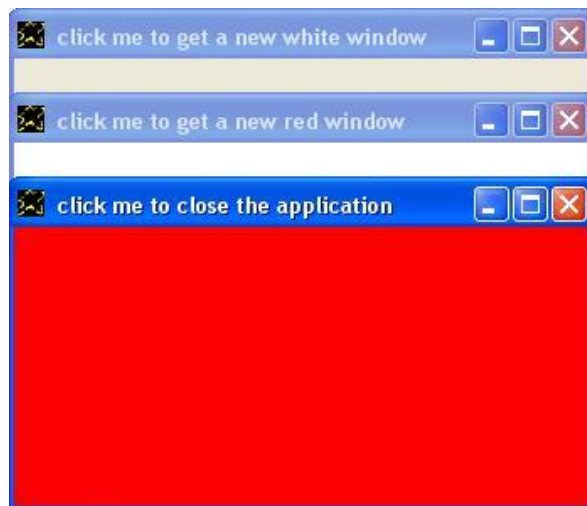 click me to get a new white window
click me to get a new red window
click me to close the application